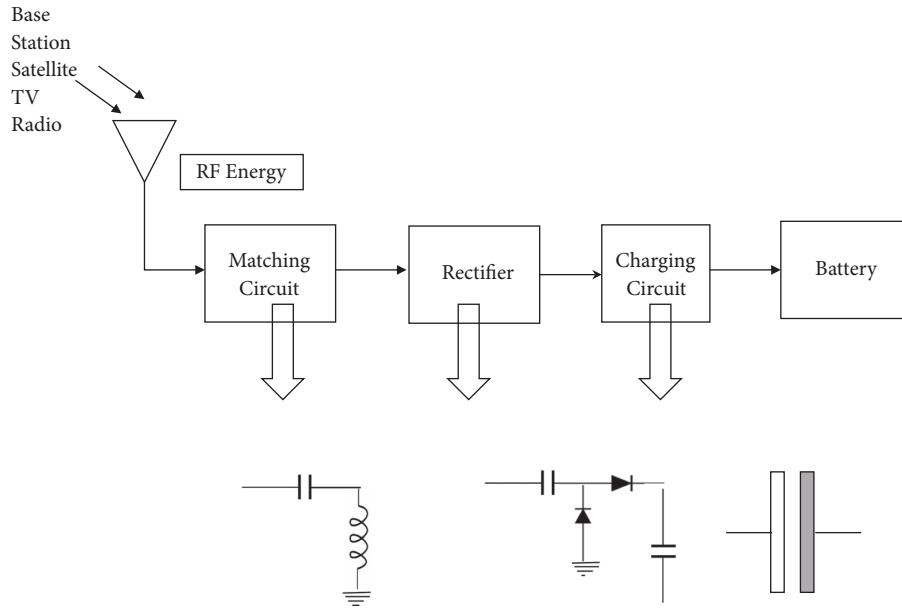 Base
Station
Satellite
TV
Radio
RF Energy
Matching
Circuit
Rectifier
Charging
Circuit
Battery